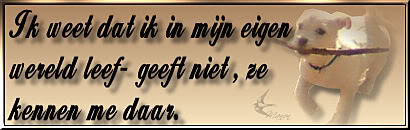 Ik weet dat ik in mijn eigen
wereld leef- geeft niet , ze
kennen me daar.